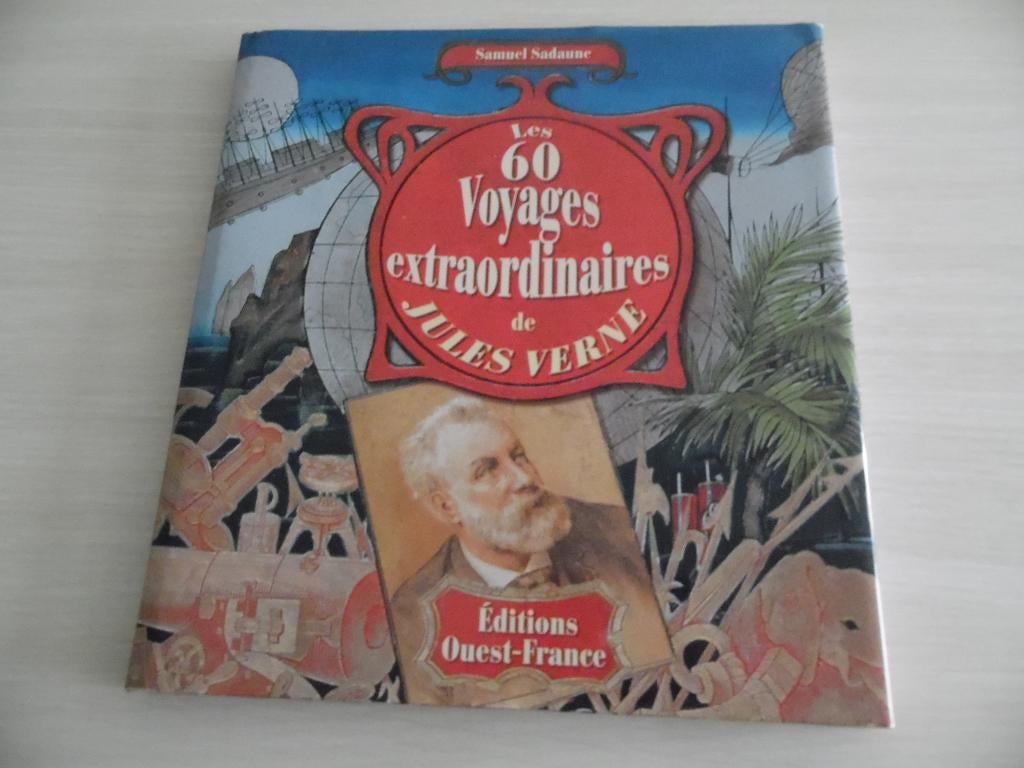 Samuel Sadaune
Les
60
Voyages
extraordinaires
de
JULES VERNE
Éditions
Ouest-France